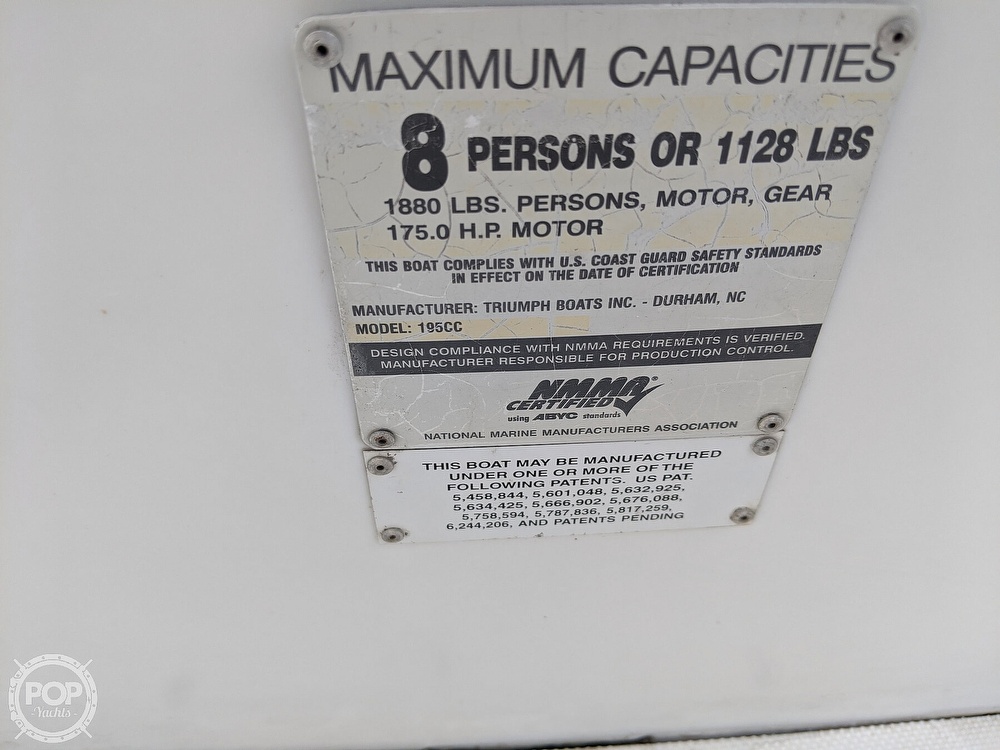 MAXIMUM CAPACITIES
8 PERSONS OR 1128 LBS
1880 LBS. PERSONS, MOTOR, GEAR
175.0 H.P. MOTOR
THIS BOAT COMPLIES WITH U.S. COAST GUARD SAFETY STANDARDS
IN EFFECT ON THE DATE OF CERTIFICATION
MANUFACTURER: TRIUMPH BOATS INC. - DURHAM, NC
MODEL: 195CC
DESIGN COMPLIANCE WITH NMMA REQUIREMENTS IS VERIFIED.
MANUFACTURER RESPONSIBLE FOR PRODUCTION CONTROL.
NMMA®
CERTIFIED
using ABYC standards
NATIONAL MARINE MANUFACTURERS ASSOCIATION
THIS BOAT MAY BE MANUFACTURED
UNDER ONE OR MORE OF THE
FOLLOWING PATENTS. US PAT.
5,458,844, 5,601,048, 5,632,925,
5,634,425, 5,666,902, 5,676,088,
5,758,594, 5,787,836, 5,817,259,
6,244,206, AND PATENTS PENDING
POP
Yachts